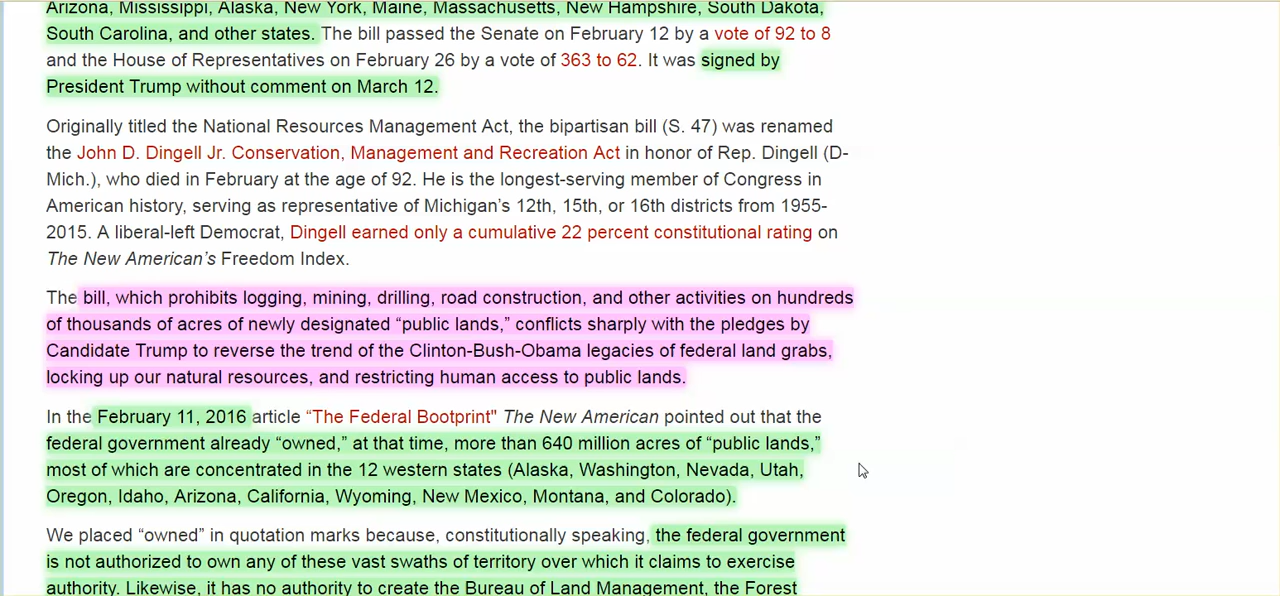 Arizona, Mississippi, Alaska, New York, Maine, Massachusetts, New Hampshire, South Dakota,
South Carolina, and other states. The bill passed the Senate on February 12 by a vote of 92 to 8
and the House of Representatives on February 26 by a vote of 363 to 62. It was signed by
President Trump without comment on March 12.
Originally titled the National Resources Management Act, the bipartisan bill (S. 47) was renamed
the John D. Dingell Jr. Conservation, Management and Recreation Act in honor of Rep. Dingell (D-
Mich.), who died in February at the age of 92. He is the longest-serving member of Congress in
American history, serving as representative of Michigan’s 12th, 15th, or 16th districts from 1955-
2015. A liberal-left Democrat, Dingell earned only a cumulative 22 percent constitutional rating on
The New American’s Freedom Index.
The bill, which prohibits logging, mining, drilling, road construction, and other activities on hundreds
of thousands of acres of newly designated “public lands,” conflicts sharply with the pledges by
Candidate Trump to reverse the trend of the Clinton-Bush-Obama legacies of federal land grabs,
locking up our natural resources, and restricting human access to public lands.
In the February 11, 2016 article “The Federal Bootprint" The New American pointed out that the
federal government already “owned,” at that time, more than 640 million acres of “public lands,”
most of which are concentrated in the 12 western states (Alaska, Washington, Nevada, Utah,
Oregon, Idaho, Arizona, California, Wyoming, New Mexico, Montana, and Colorado).
We placed “owned” in quotation marks because, constitutionally speaking, the federal government
is not authorized to own any of these vast swaths of territory over which it claims to exercise
authority. Likewise, it has no authority to create the Bureau of Land Management, the Forest